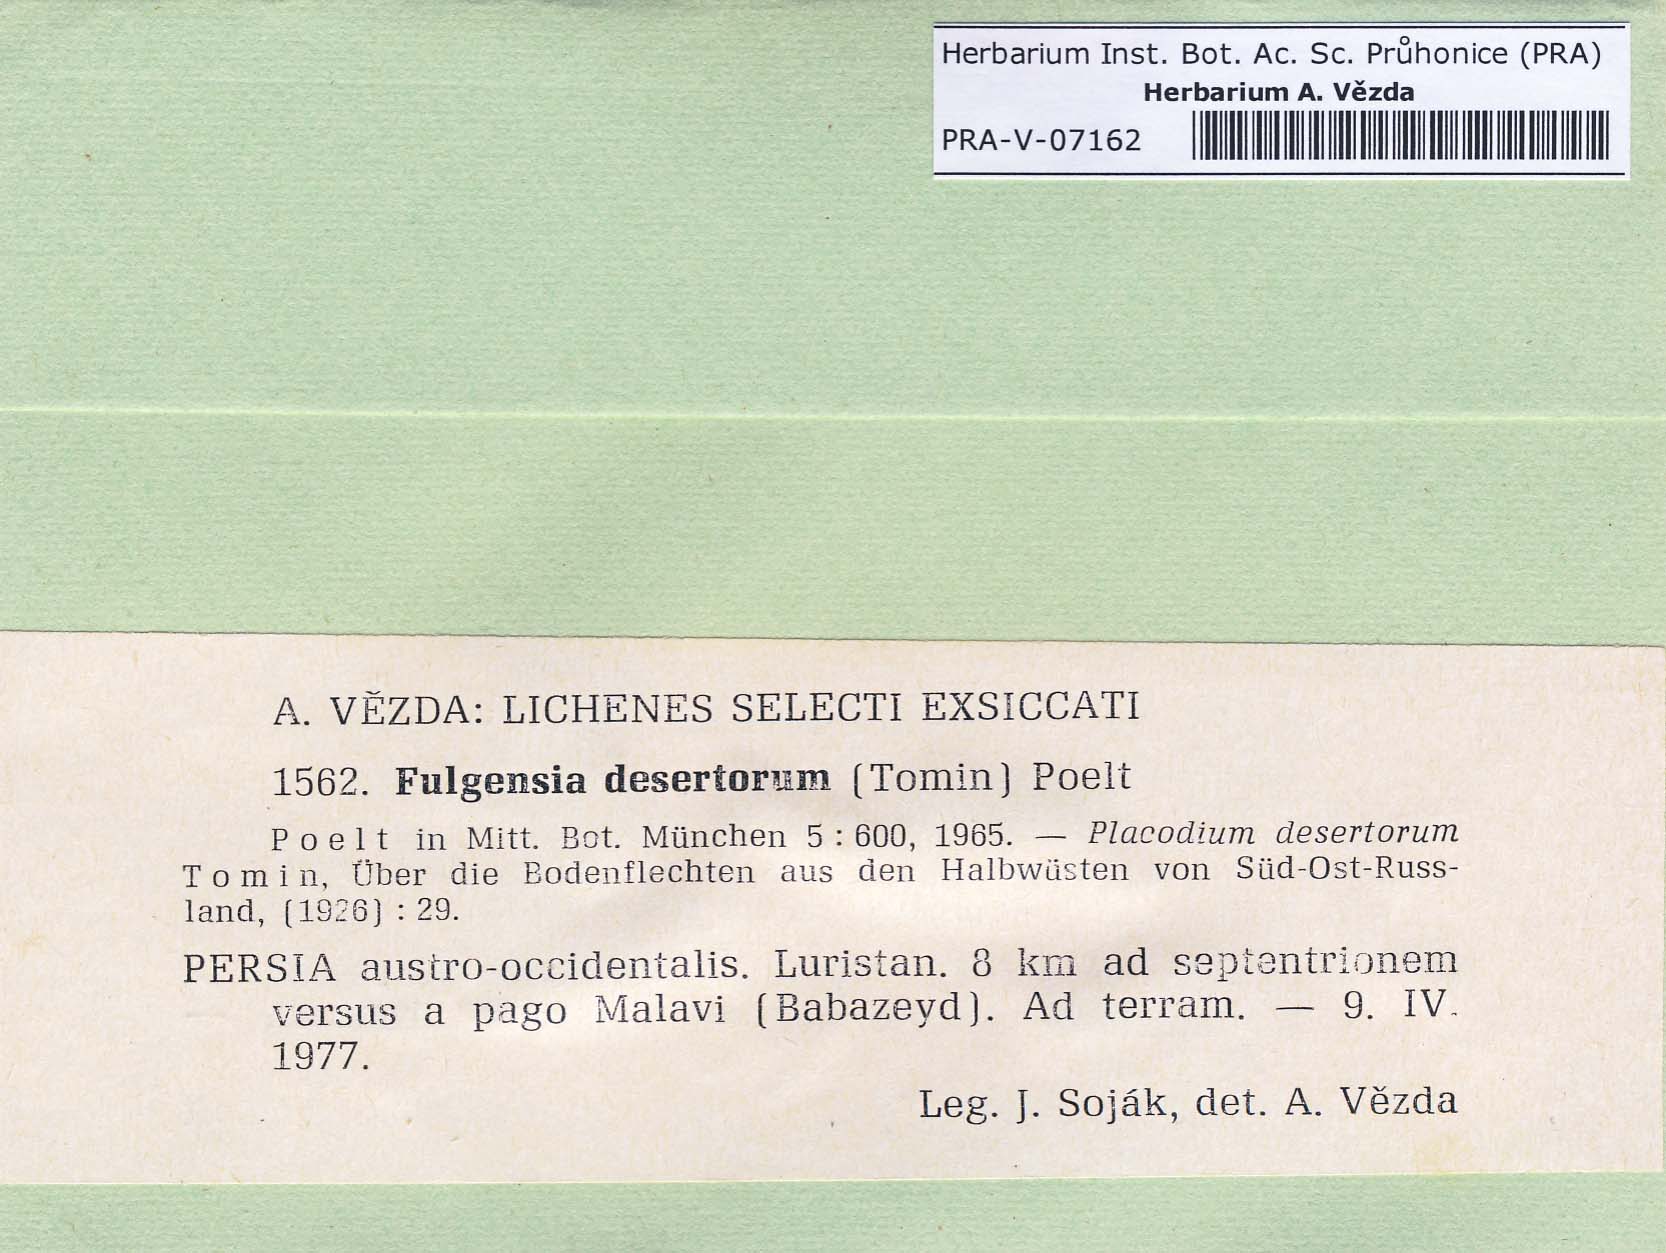 Herbarium Inst. Bot. Ac. Sc. Průhonice (PRA)
Herbarium A. Vězda
PRA-V-07162
A. VĚZDA: LICHENES SELECTI EXSICCATI
1562. Fulgensia desertorum (Tomin) Poelt
Poelt in Mitt. Bot. München 5 : 600, 1965. — Placodium desertorum
Tomin, Über die Bodenflechten aus den Halbwüsten von Süd-Ost-Russ-
land, (1926) : 29.
PERSIA austro-occidentalis. Luristan. 8 km ad septentrionem
versus a pago Malavi (Babazeyd). Ad terram. — 9. IV.
1977.
Leg. J. Soják, det. A. Vězda